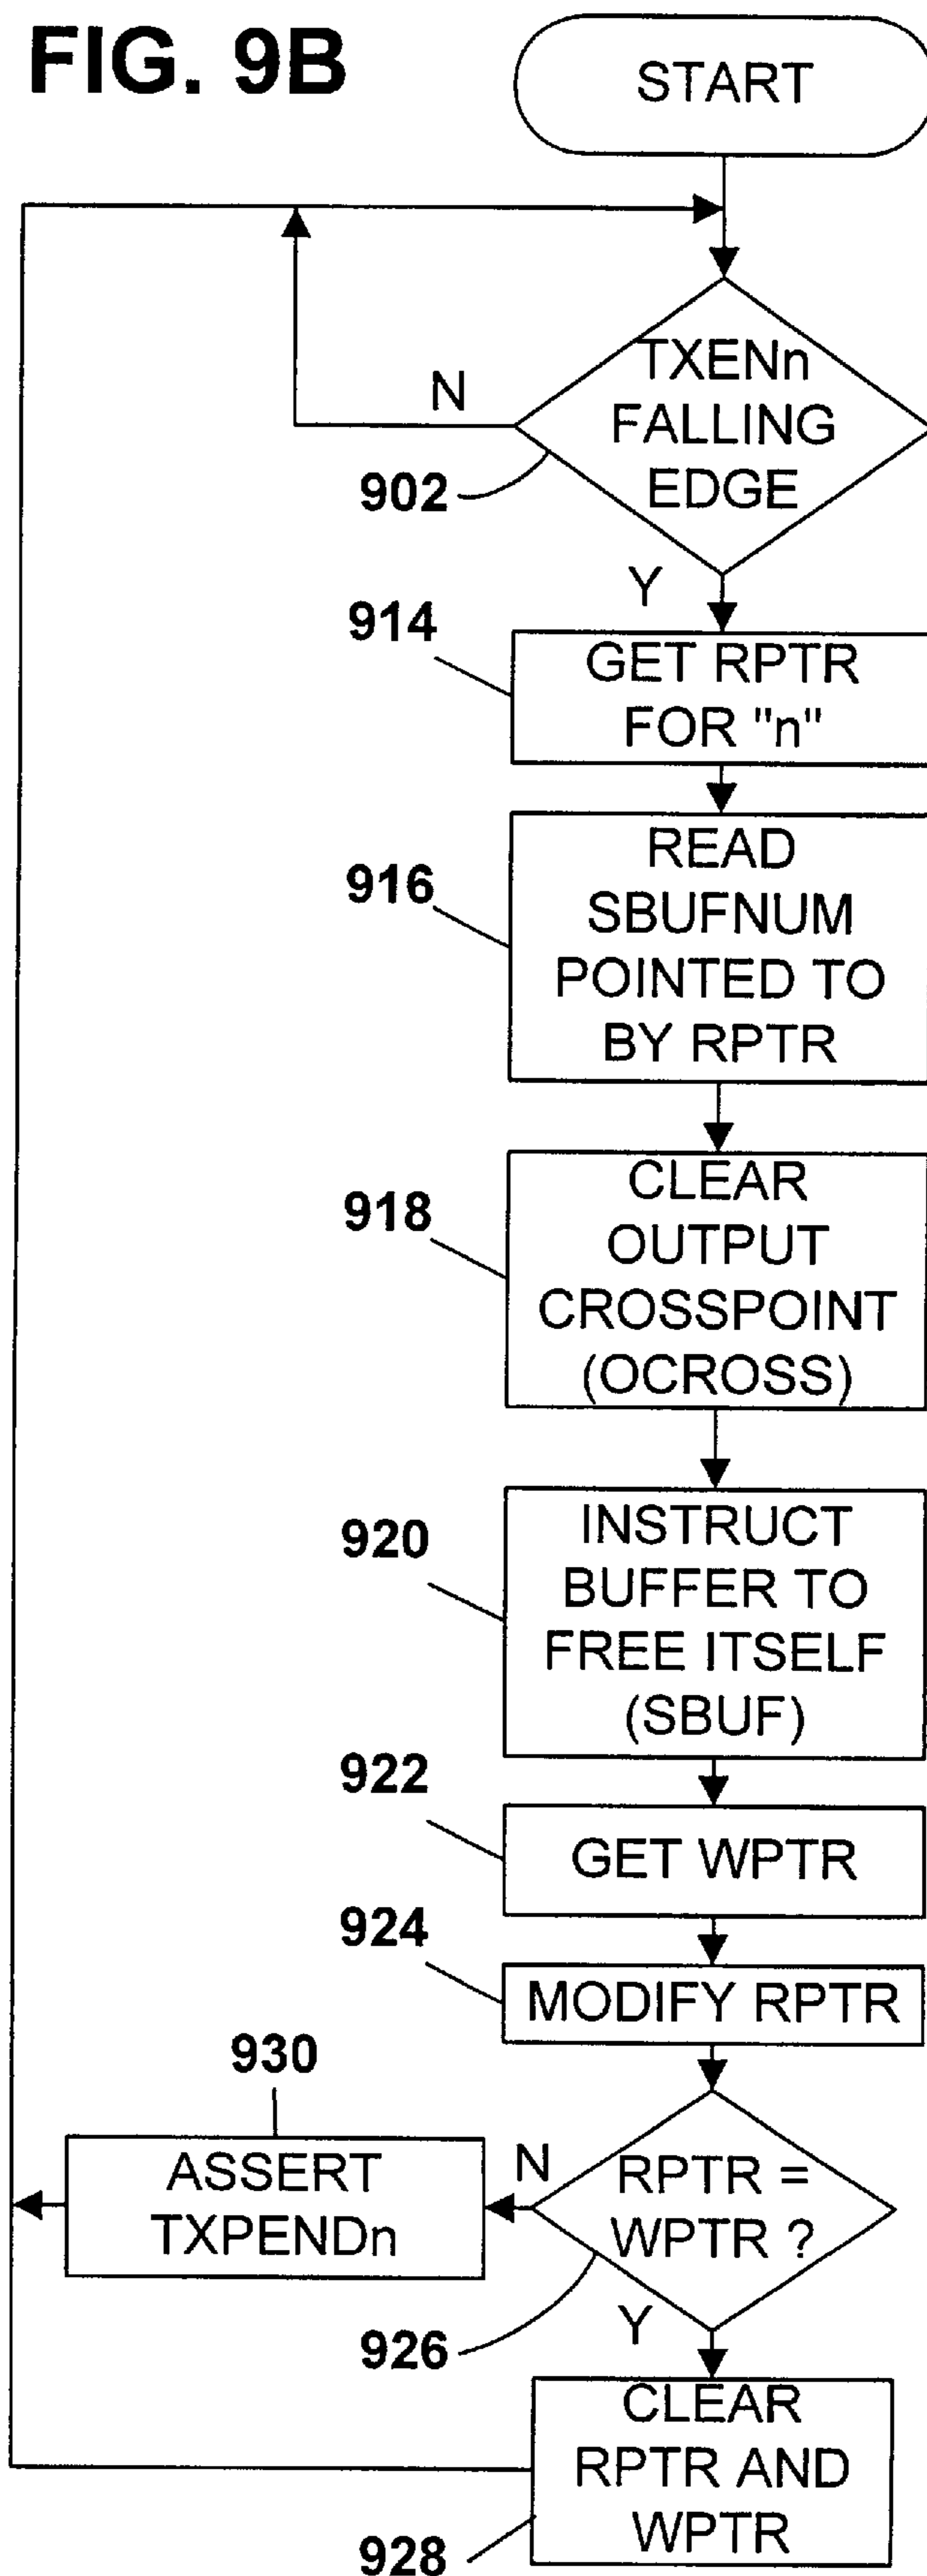 FIG. 9B
START
TXENn
FALLING
EDGE
N
902
Y
914
GET RPTR
FOR "n"
916
READ
SBUFNUM
POINTED TO
BY RPTR
918
CLEAR
OUTPUT
CROSSPOINT
(OCROSS)
920
INSTRUCT
BUFFER TO
FREE ITSELF
(SBUF)
922
GET WPTR
924
MODIFY RPTR
930
ASSERT
TXPENDn
N
RPTR =
WPTR ?
926
Y
CLEAR
RPTR AND
WPTR
928